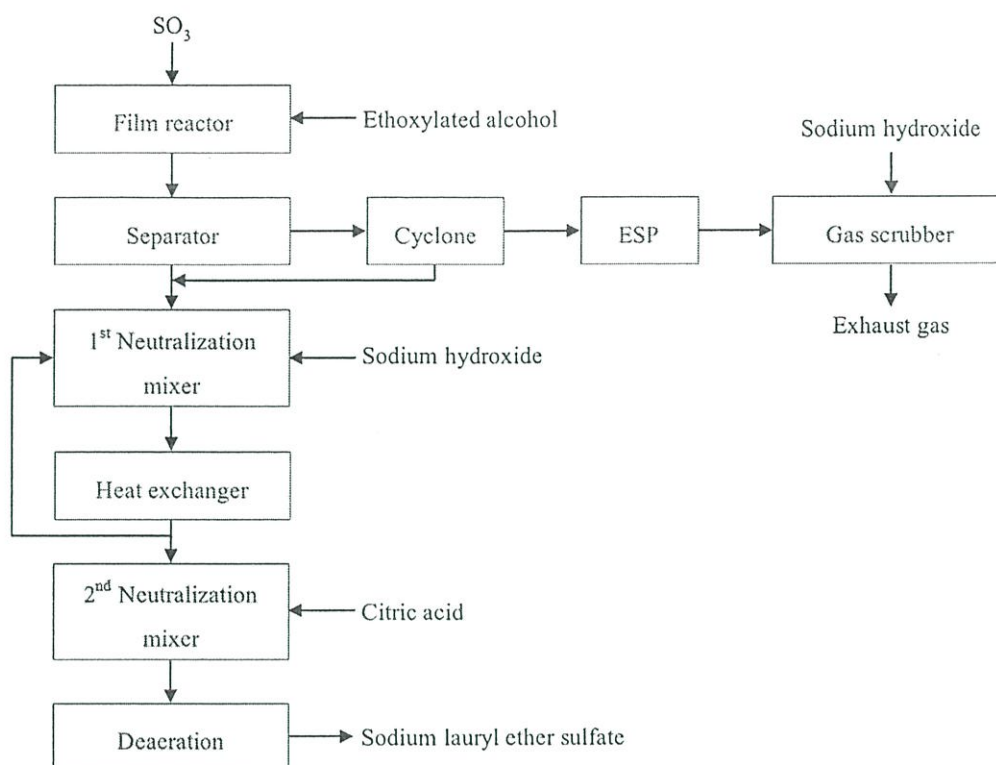 SO3
Film reactor
Ethoxylated alcohol
Sodium hydroxide
Separator
Cyclone
ESP
Gas scrubber
Exhaust gas
1st Neutralization
mixer
Sodium hydroxide
Heat exchanger
2nd Neutralization
mixer
Citric acid
Deaeration
Sodium lauryl ether sulfate